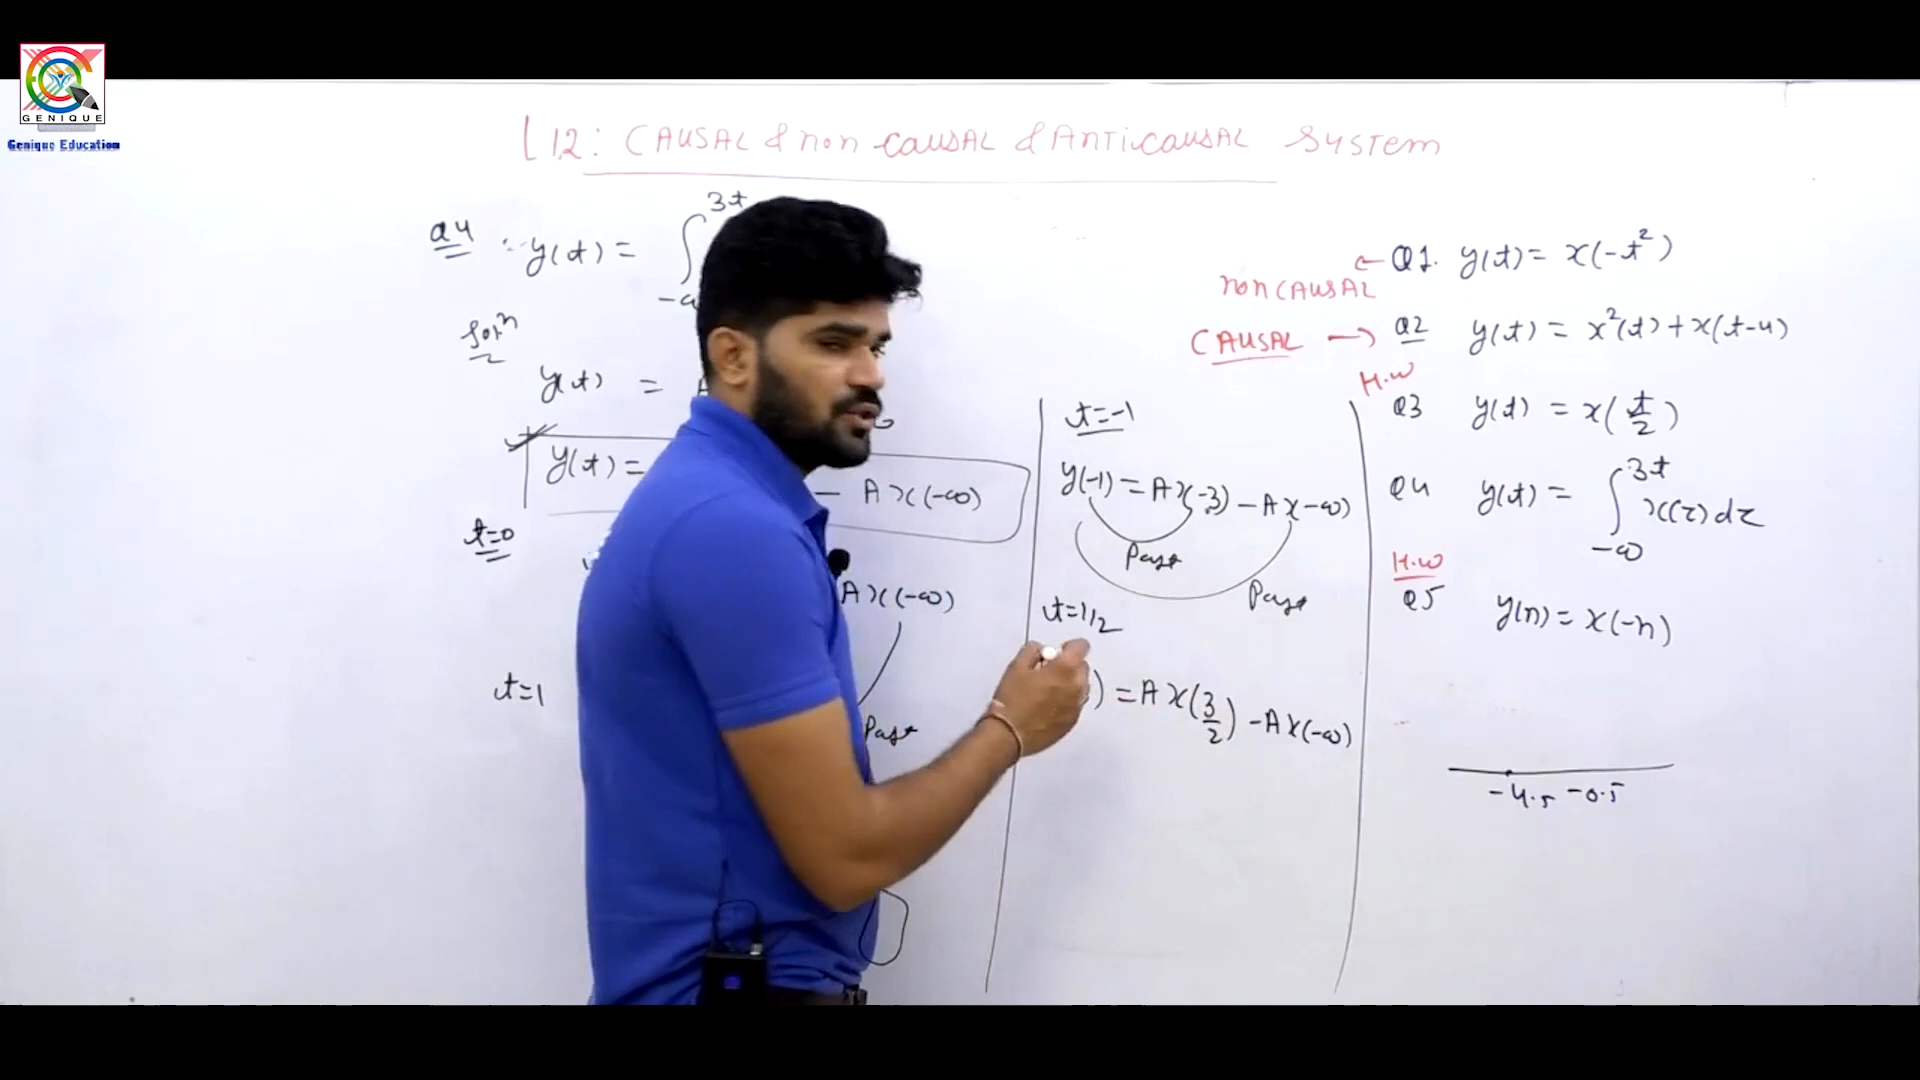 GENIQUE
Genique Education
L12: CAUSAL & non CAUSAL & ANTICAUSAL SYSTEM
Q4 y(t) = ∫ 3t
Solⁿ
y(t) =
y(t) = - Ax(-∞)
t=0
Ax(-∞)
t=1
Past
t=-1
y(-1) = Ax(-3) - Ax(-∞)
Past
Past
t=1/2
) = Ax(3/2) - Ax(-∞)
NONCAUSAL ← Q1. y(t) = x(-t²)
CAUSAL → Q2 y(t) = x²(t) + x(t-4)
H.W
Q3 y(t) = x(t/2)
Q4 y(t) = ∫_{-∞}^{3t} x(τ)dτ
H.W
Q5 y(n) = x(-n)
-4.5 -0.5